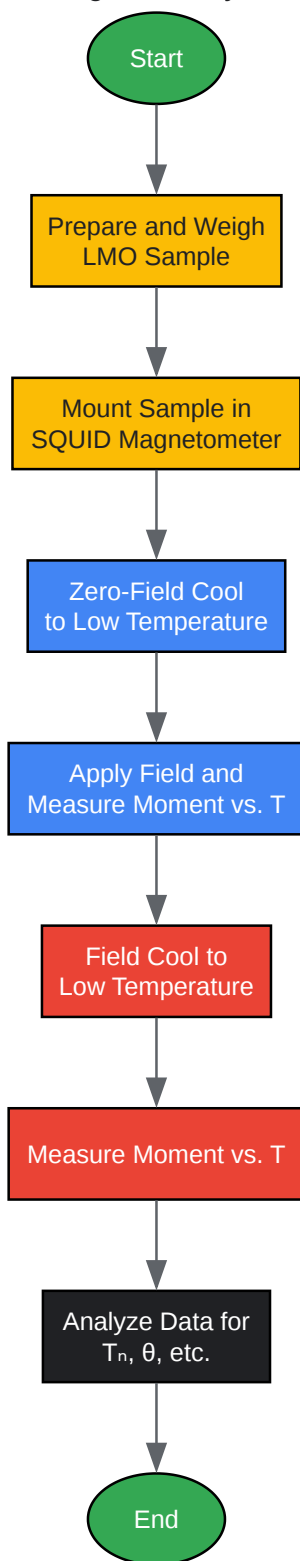 Start
Prepare and Weigh
LMO Sample
Mount Sample in
SQUID Magnetometer
Zero-Field Cool
to Low Temperature
Apply Field and
Measure Moment vs. T
Field Cool to
Low Temperature
Measure Moment vs. T
Analyze Data for
Tₙ, θ, etc.
End